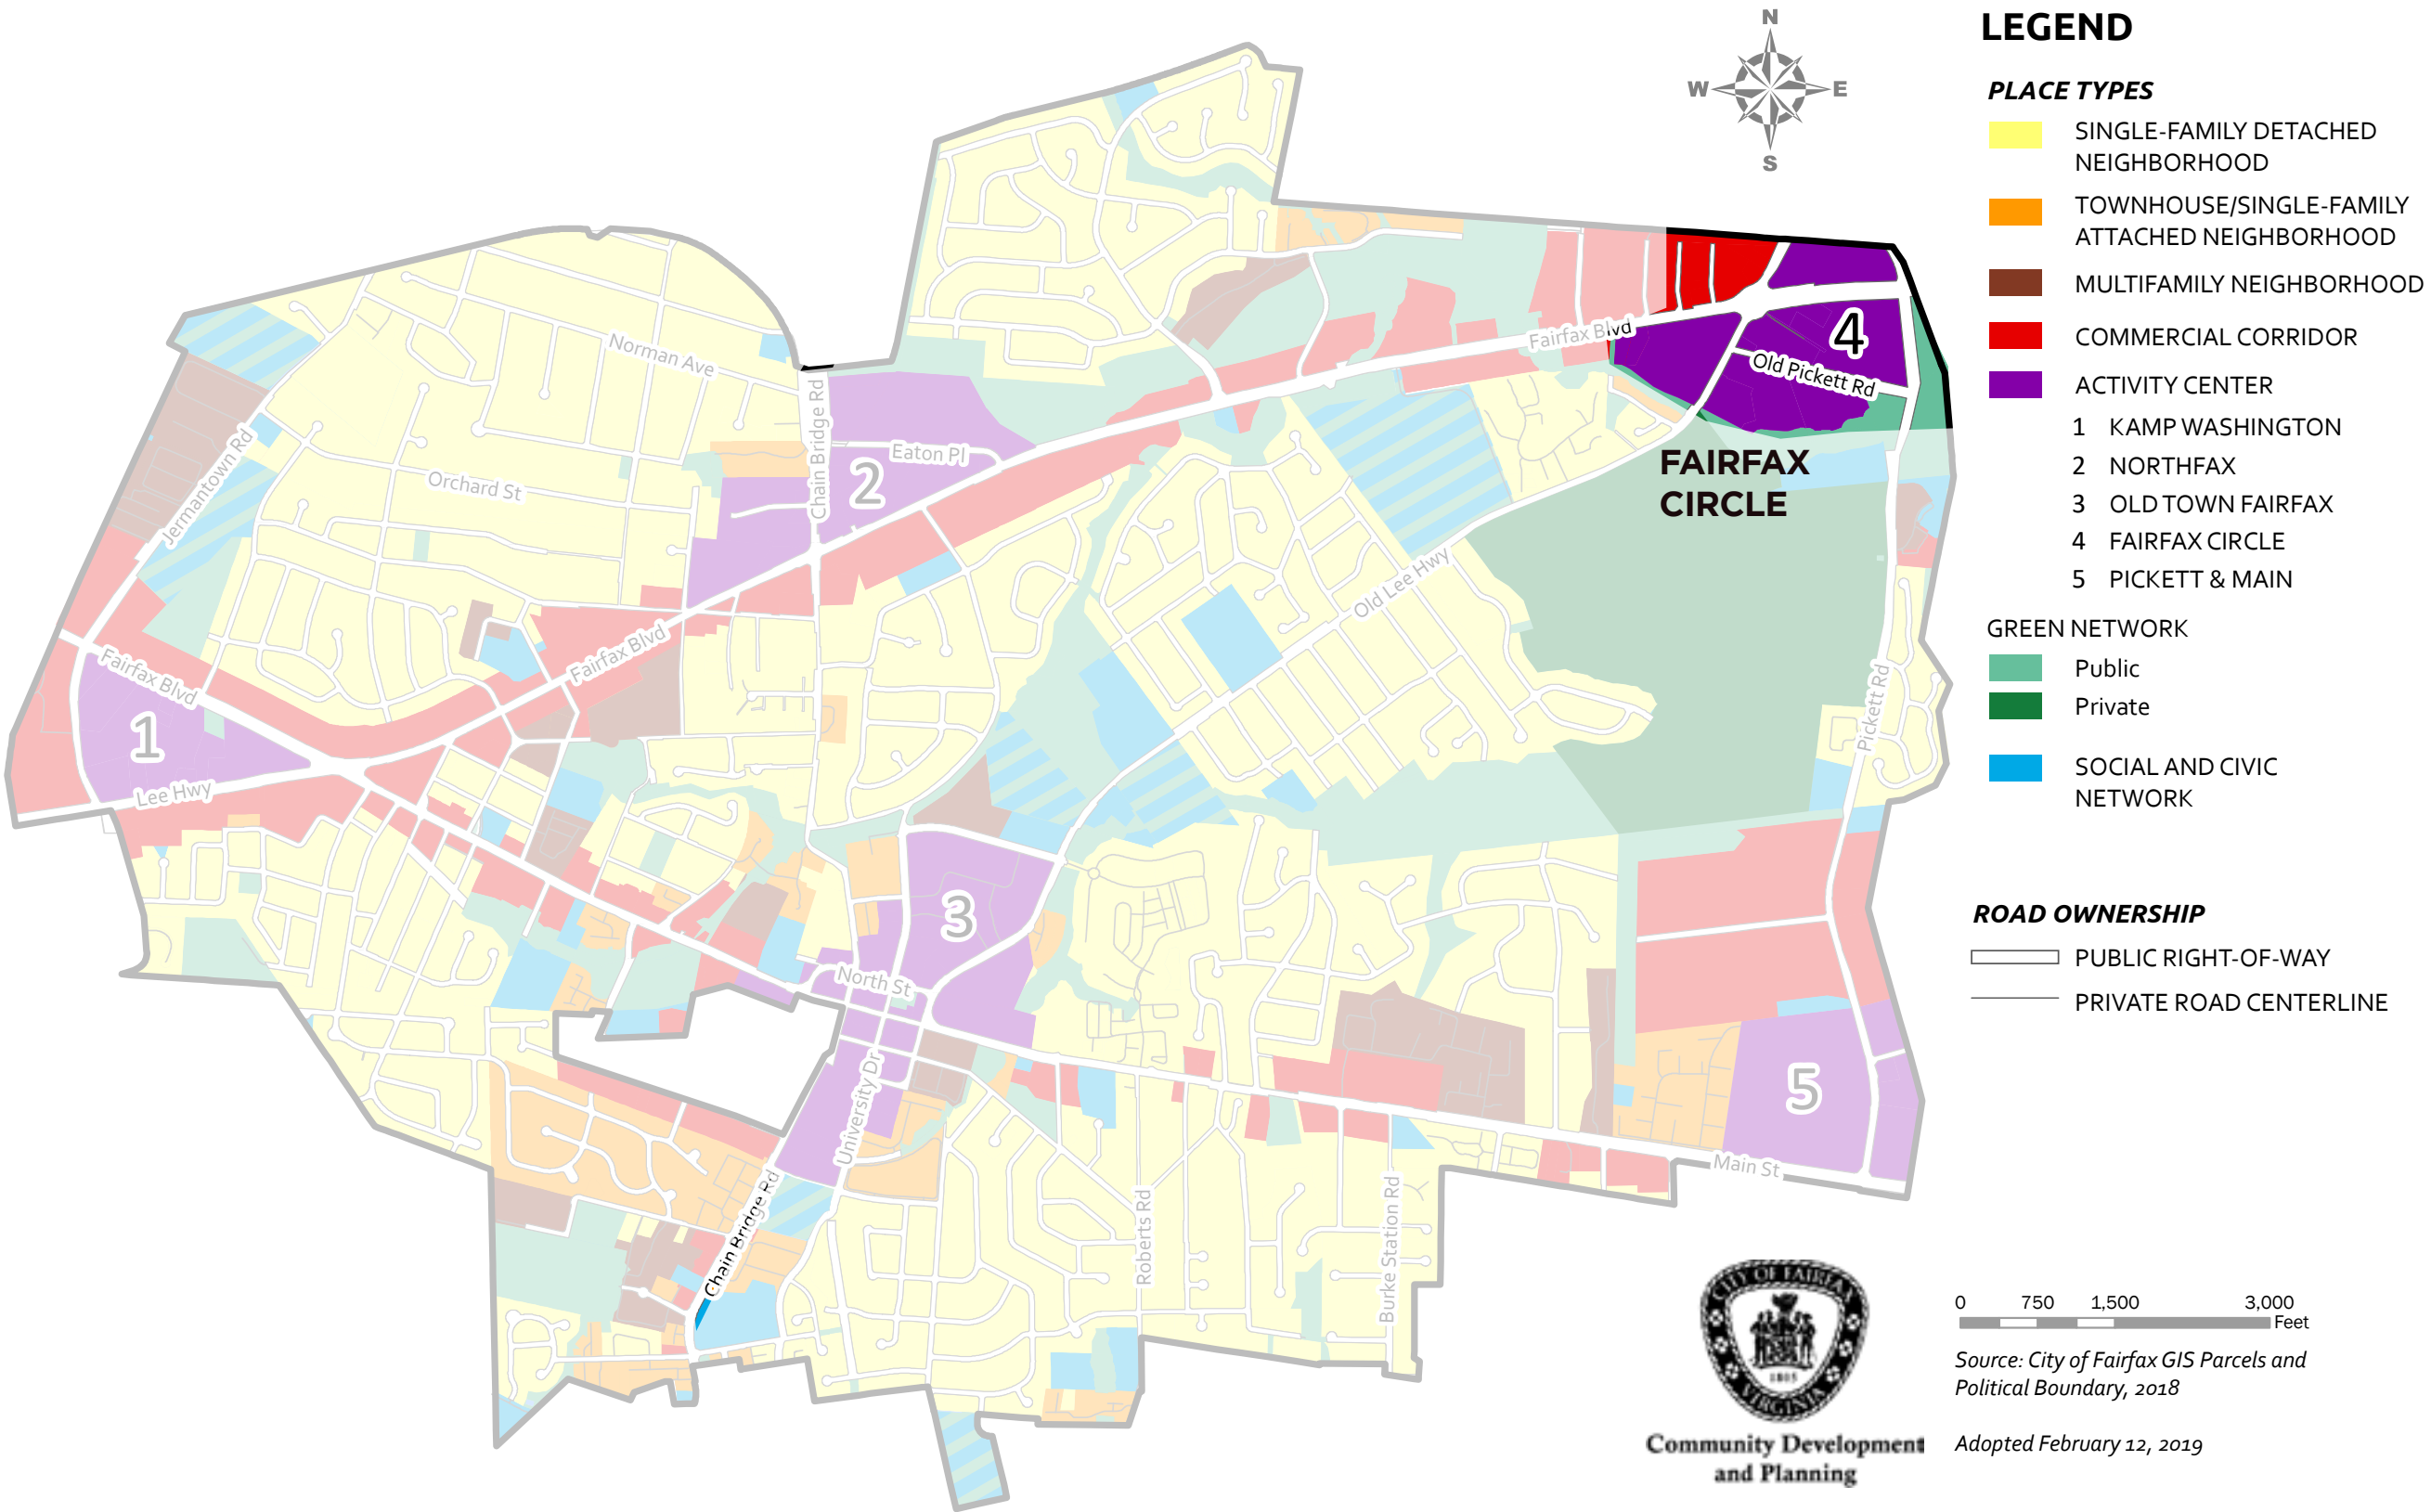 N
W E
S
LEGEND
PLACE TYPES
SINGLE-FAMILY DETACHED
NEIGHBORHOOD
TOWNHOUSE/SINGLE-FAMILY
ATTACHED NEIGHBORHOOD
MULTIFAMILY NEIGHBORHOOD
COMMERCIAL CORRIDOR
ACTIVITY CENTER
1 KAMP WASHINGTON
2 NORTHFAX
3 OLD TOWN FAIRFAX
4 FAIRFAX CIRCLE
5 PICKETT & MAIN
GREEN NETWORK
Public
Private
SOCIAL AND CIVIC
NETWORK
ROAD OWNERSHIP
PUBLIC RIGHT-OF-WAY
PRIVATE ROAD CENTERLINE
Norman Ave
Chain Bridge Rd
Fairfax Blvd
4
Old Pickett Rd
FAIRFAX
CIRCLE
Jermantown Rd
Orchard St
Eaton Pl
2
Old Lee Hwy
Fairfax Blvd
Fairfax Blvd
1
Lee Hwy
Pickett Rd
3
North St
University Dr
5
Main St
Chain Bridge Rd
Roberts Rd
Burke Station Rd
CITY OF FAIRFAX
1805
VIRGINIA
Community Development
and Planning
0 750 1,500 3,000
Feet
Source: City of Fairfax GIS Parcels and
Political Boundary, 2018
Adopted February 12, 2019